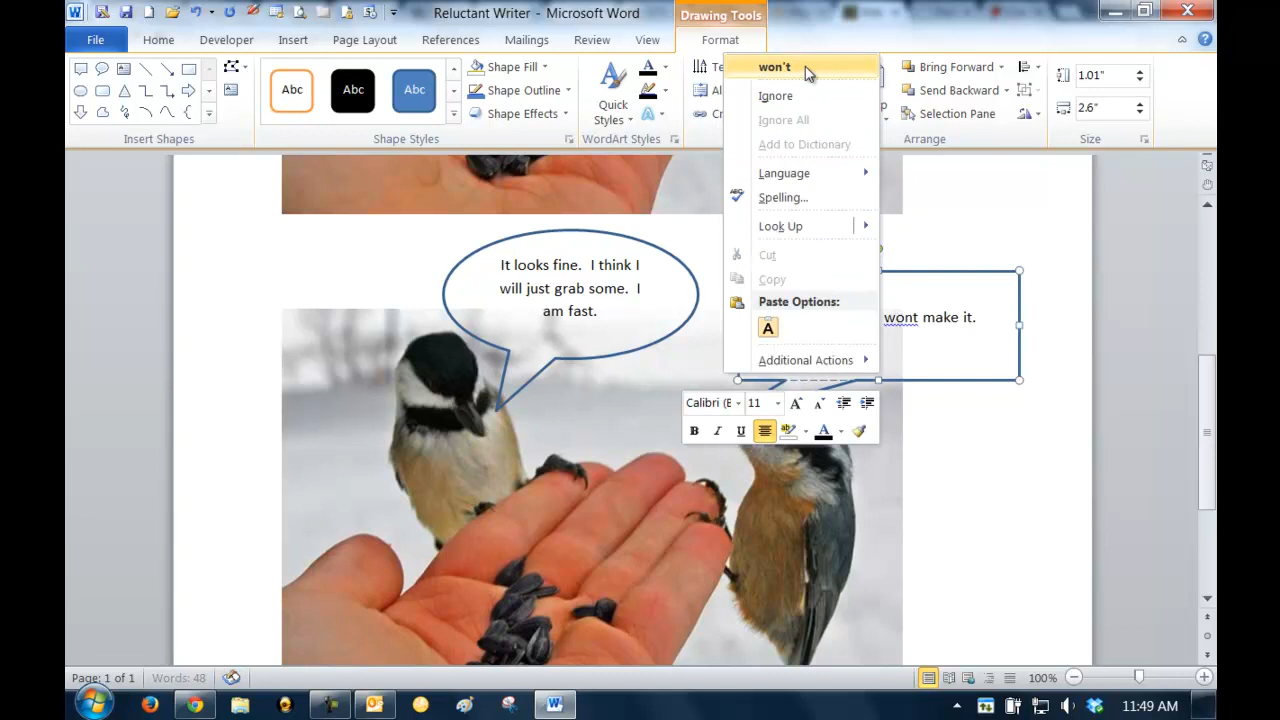 Reluctant Writer - Microsoft Word
Drawing Tools
File Home Developer Insert Page Layout References Mailings Review View Format
Abc Abc Abc
Shape Fill
Shape Outline
Shape Effects
Quick
Styles
Bring Forward
Send Backward
Selection Pane
1.01"
2.6"
Insert Shapes
Shape Styles
WordArt Styles
Arrange
Size
won't
Ignore
Ignore All
Add to Dictionary
Language
Spelling...
Look Up
Cut
Copy
Paste Options:
A
Additional Actions
It looks fine. I think I
will just grab some. I
am fast.
wont make it.
Calibri (E 11
B I U
Page: 1 of 1 Words: 48
100%
11:49 AM